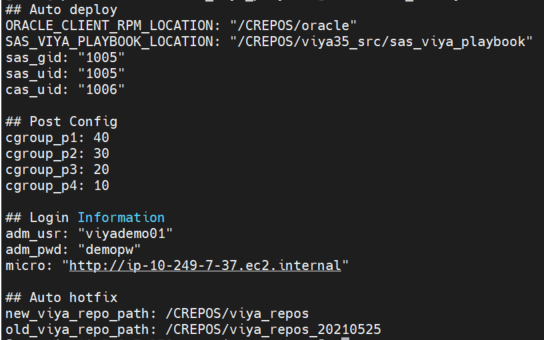 ## Auto deploy
ORACLE_CLIENT_RPM_LOCATION: "/CREPOS/oracle"
SAS_VIYA_PLAYBOOK_LOCATION: "/CREPOS/viya35_src/sas_viya_playbook"
sas_gid: "1005"
sas_uid: "1005"
cas_uid: "1006"
## Post Config
cgroup_p1: 40
cgroup_p2: 30
cgroup_p3: 20
cgroup_p4: 10
## Login Information
adm_usr: "viyademo01"
adm_pwd: "demopw"
micro: "http://ip-10-249-7-37.ec2.internal"
## Auto hotfix
new_viya_repo_path: /CREPOS/viya_repos
old_viya_repo_path: /CREPOS/viya_repos_20210525